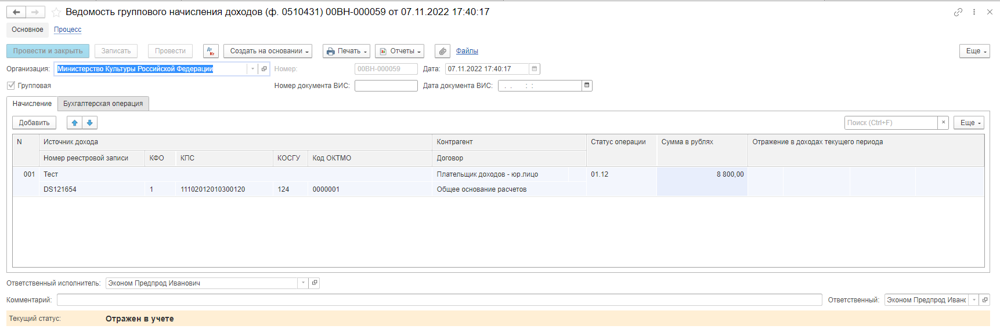 Ведомость группового начисления доходов (ф. 0510431) 00ВН-000059 от 07.11.2022 17:40:17
Основное Процесс
Провести и закрыть Записать Провести Дт Кт Создать на основании Печать Отчеты Файлы Еще
Организация: Министерство Культуры Российской Федерации Номер: 00ВН-000059 Дата: 07.11.2022 17:40:17
Групповая Номер документа ВИС: Дата документа ВИС: . . : :
Начисление Бухгалтерская операция
Добавить Поиск (Ctrl+F) × Еще
N Источник дохода Контрагент Статус операции Сумма в рублях Отражение в доходах текущего периода
Номер реестровой записи КФО КПС КОСГУ Код ОКТМО Договор
001 Тест Плательщик доходов - юр.лицо 01.12 8 800,00
DS121654 1 11102012010300120 124 0000001 Общее основание расчетов
Ответственный исполнитель: Эконом Предпрод Иванович
Комментарий: Ответственный: Эконом Предпрод Иванс
Текущий статус: Отражен в учете